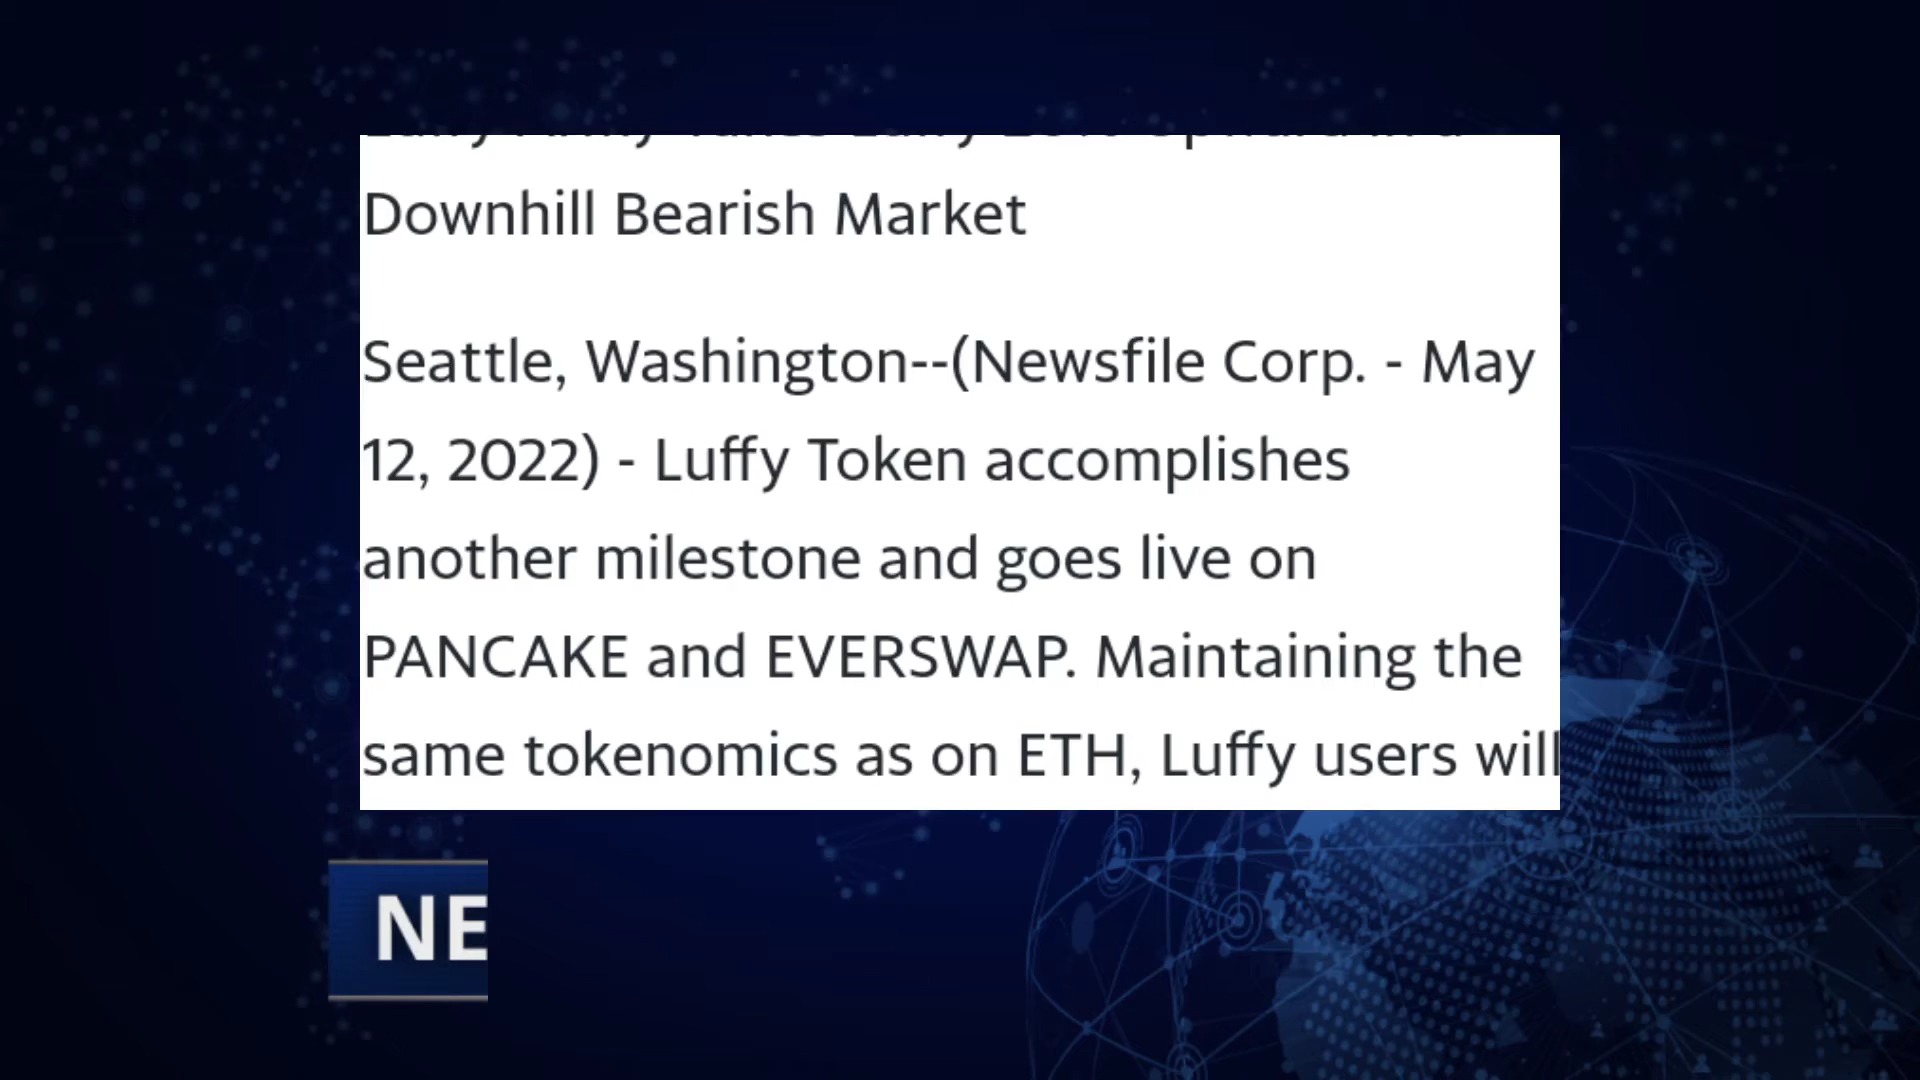 Downhill Bearish Market
Seattle, Washington--(Newsfile Corp. - May
12, 2022) - Luffy Token accomplishes
another milestone and goes live on
PANCAKE and EVERSWAP. Maintaining the
same tokenomics as on ETH, Luffy users will
NE